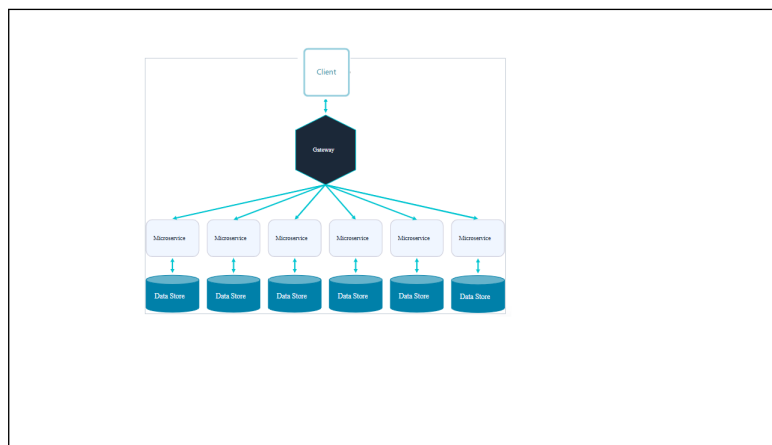 Client
Gateway
Microservice Microservice Microservice Microservice Microservice Microservice
Data Store Data Store Data Store Data Store Data Store Data Store